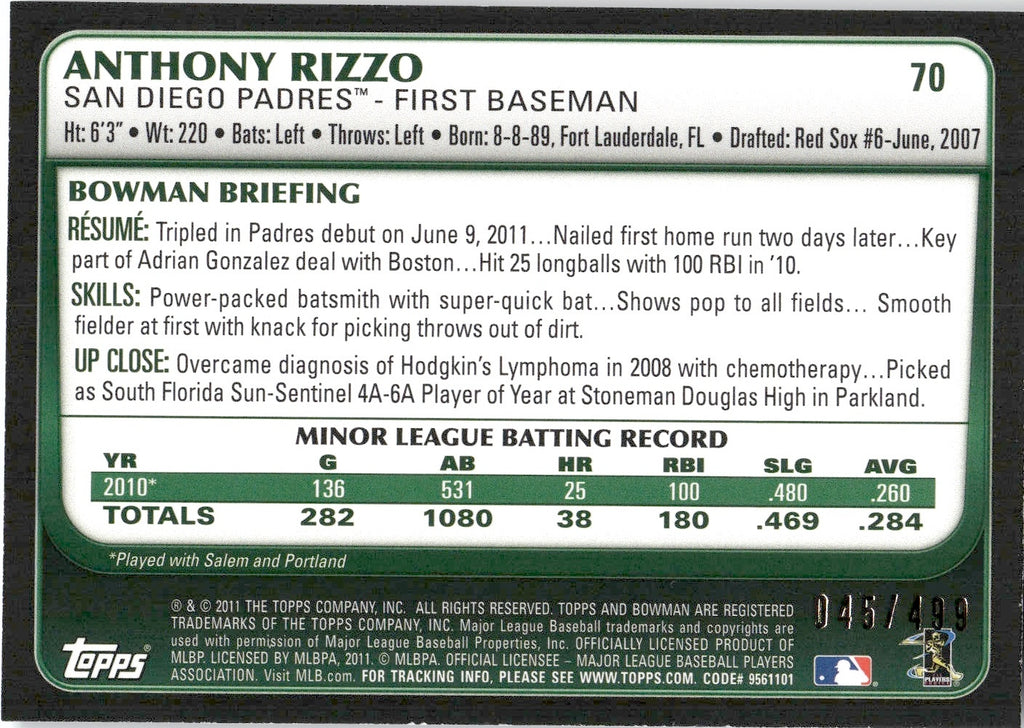 ANTHONY RIZZO
70
SAN DIEGO PADRES™ - FIRST BASEMAN
Ht: 6'3" • Wt: 220 • Bats: Left • Throws: Left • Born: 8-8-89, Fort Lauderdale, FL • Drafted: Red Sox #6-June, 2007
BOWMAN BRIEFING
RÉSUMÉ: Tripled in Padres debut on June 9, 2011...Nailed first home run two days later...Key
part of Adrian Gonzalez deal with Boston...Hit 25 longballs with 100 RBI in '10.
SKILLS: Power-packed batsmith with super-quick bat...Shows pop to all fields... Smooth
fielder at first with knack for picking throws out of dirt.
UP CLOSE: Overcame diagnosis of Hodgkin's Lymphoma in 2008 with chemotherapy...Picked
as South Florida Sun-Sentinel 4A-6A Player of Year at Stoneman Douglas High in Parkland.
MINOR LEAGUE BATTING RECORD
YR G AB HR RBI SLG AVG
2010* 136 531 25 100 .480 .260
TOTALS 282 1080 38 180 .469 .284
*Played with Salem and Portland
® & © 2011 THE TOPPS COMPANY, INC. ALL RIGHTS RESERVED. TOPPS AND BOWMAN ARE REGISTERED
TRADEMARKS OF THE TOPPS COMPANY, INC. Major League Baseball trademarks and copyrights are
used with permission of Major League Baseball Properties, Inc. OFFICIALLY LICENSED PRODUCT OF
MLBP. LICENSED BY MLBPA, 2011. © MLBPA. OFFICIAL LICENSEE – MAJOR LEAGUE BASEBALL PLAYERS
ASSOCIATION. Visit MLB.com. FOR TRACKING INFO, PLEASE SEE WWW.TOPPS.COM. CODE# 9561101
045/499
topps®
PLAYERS